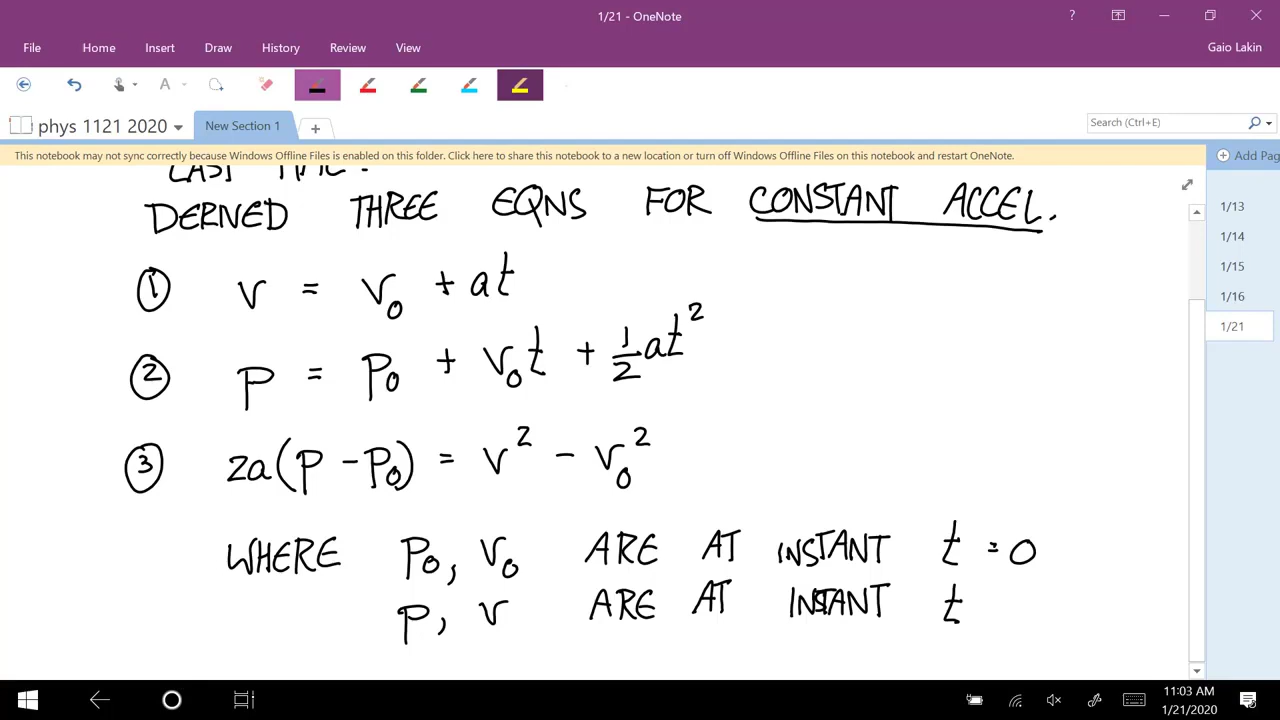 1/21 - OneNote
File Home Insert Draw History Review View
Gaio Lakin
phys 1121 2020
New Section 1
Search (Ctrl+E)
This notebook may not sync correctly because Windows Offline Files is enabled on this folder. Click here to share this notebook to a new location or turn off Windows Offline Files on this notebook and restart OneNote.
Add Pag
1/13
1/14
1/15
1/16
1/21
LAST TIME:
DERIVED THREE EQNS FOR CONSTANT ACCEL.
① v = v₀ + at
② p = p₀ + v₀t + ½at²
③ 2a(p - p₀) = v² - v₀²
WHERE p₀, v₀ ARE AT INSTANT t = 0
p, v ARE AT INSTANT t
11:03 AM
1/21/2020